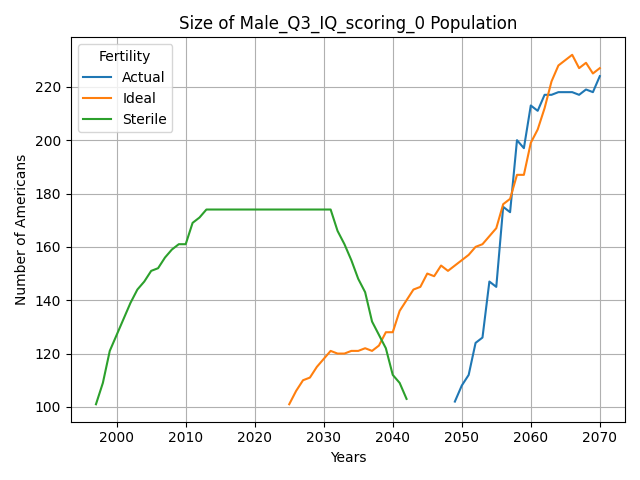 Size of Male_Q3_IQ_scoring_0 Population
Fertility
Actual
Ideal
Sterile
Number of Americans
220
200
180
160
140
120
100
2000 2010 2020 2030 2040 2050 2060 2070
Years